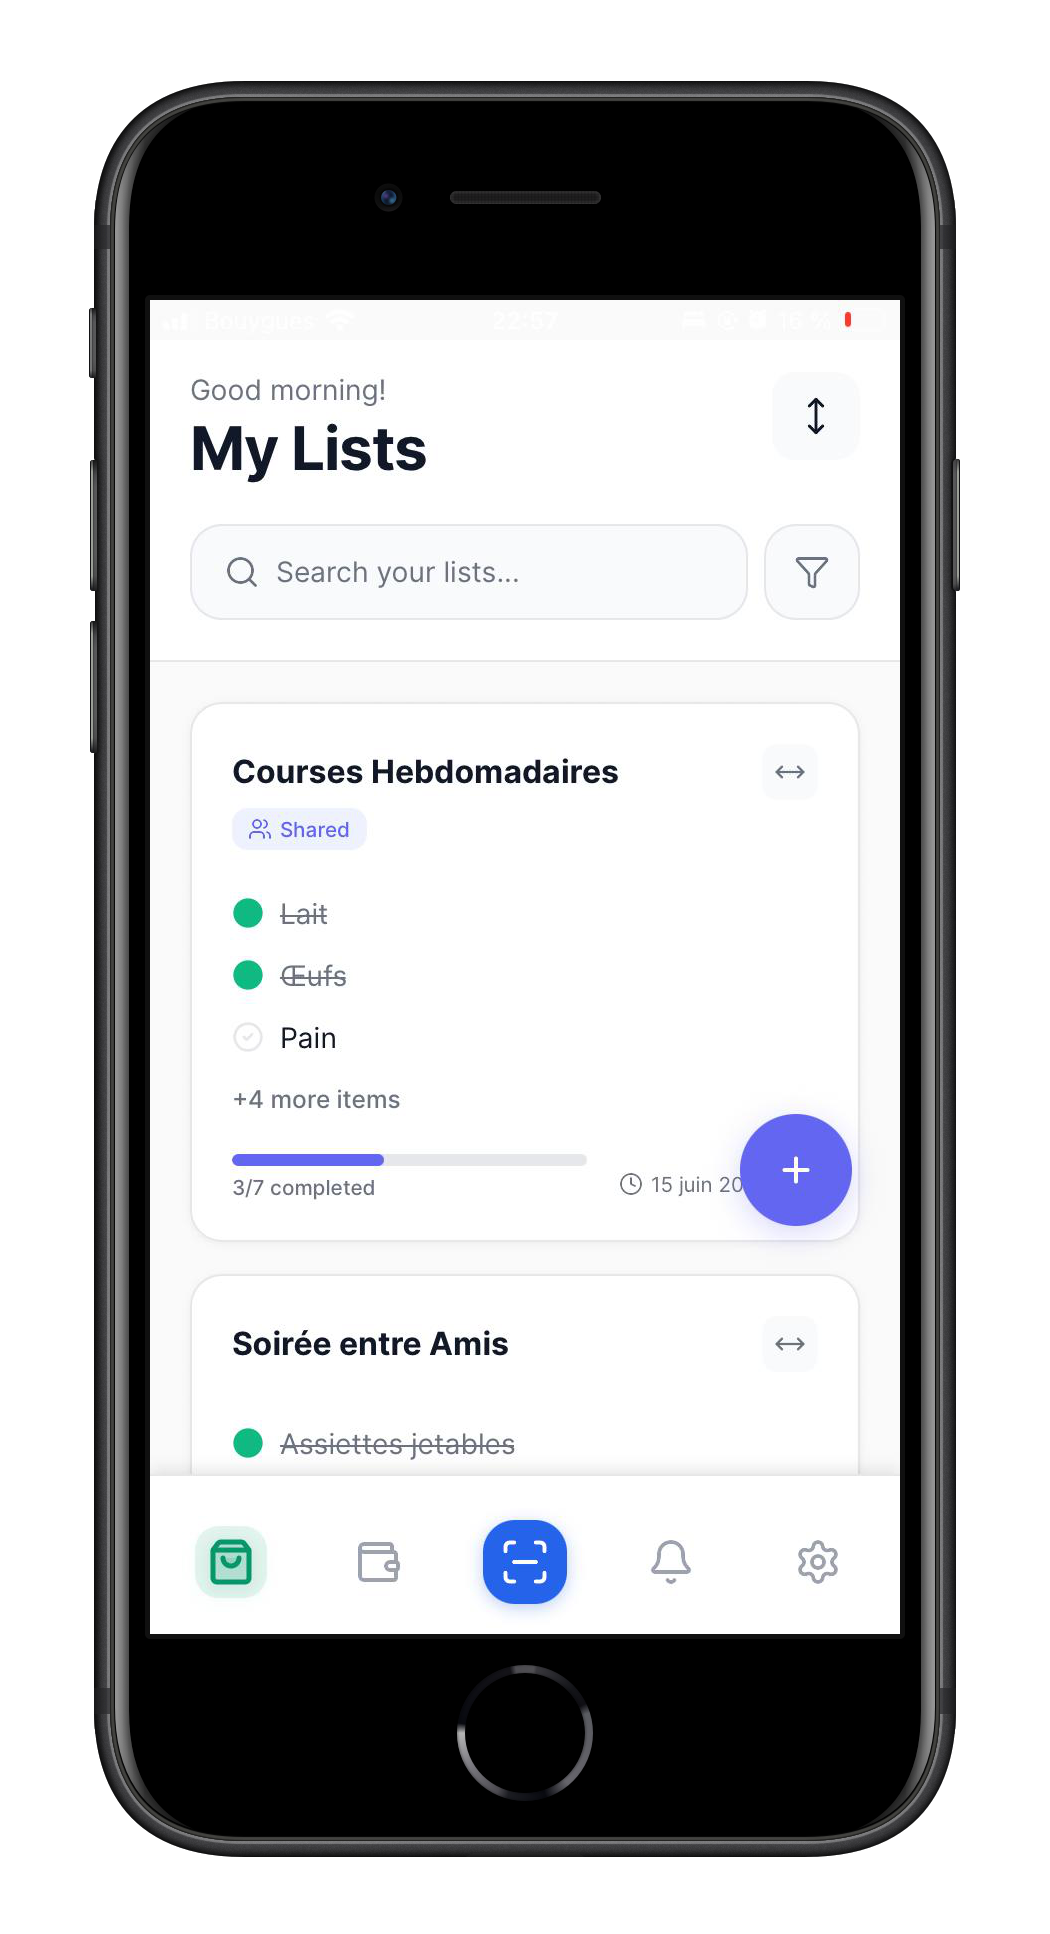 Bouygues 22:57 16 %
Good morning!
My Lists
Search your lists...
Courses Hebdomadaires
Shared
Lait
Œufs
Pain
+4 more items
3/7 completed
15 juin 20
Soirée entre Amis
Assiettes jetables